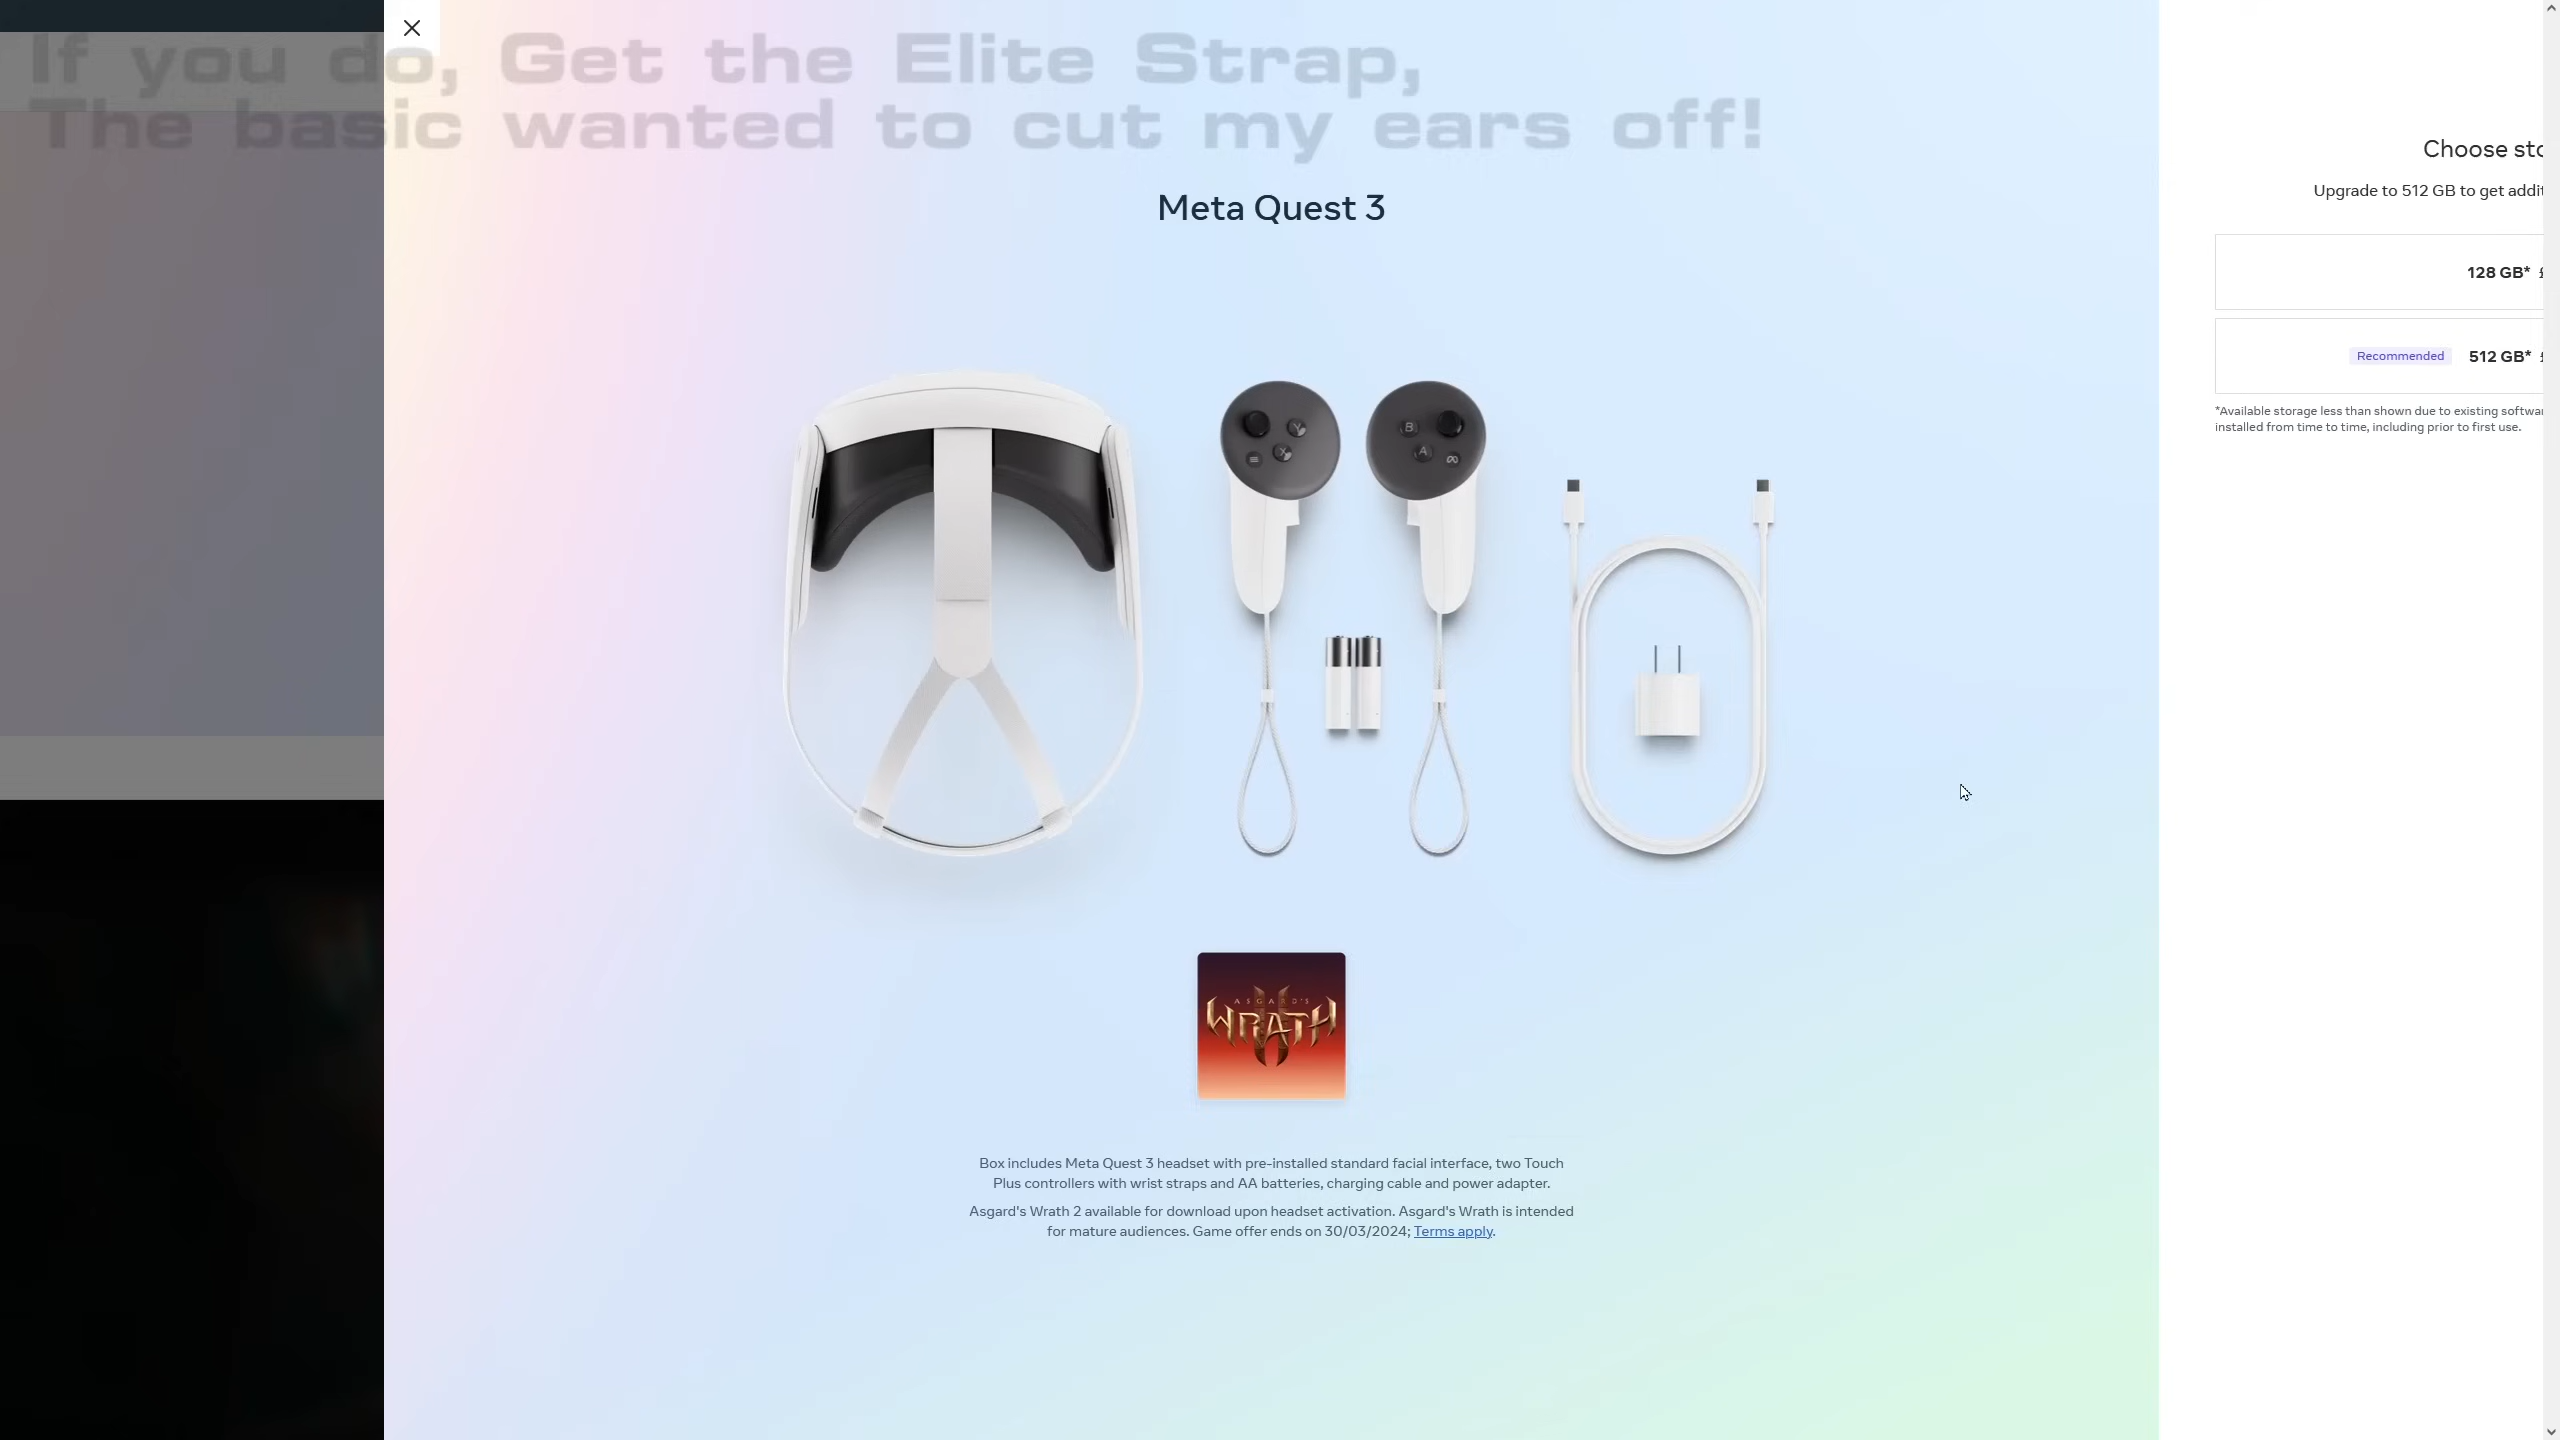 If you do, Get the Elite Strap,
The basic wanted to cut my ears off!
Meta Quest 3
Y
X
B
A
ASGARD'S
WRATH
II
Box includes Meta Quest 3 headset with pre-installed standard facial interface, two Touch
Plus controllers with wrist straps and AA batteries, charging cable and power adapter.
Asgard's Wrath 2 available for download upon headset activation. Asgard's Wrath is intended
for mature audiences. Game offer ends on 30/03/2024; Terms apply.
Choose
Upgrade to 512 GB to get
128 GB*
Recommended 512 GB*
*Available storage less than shown due to existing
installed from time to time, including prior to first use.